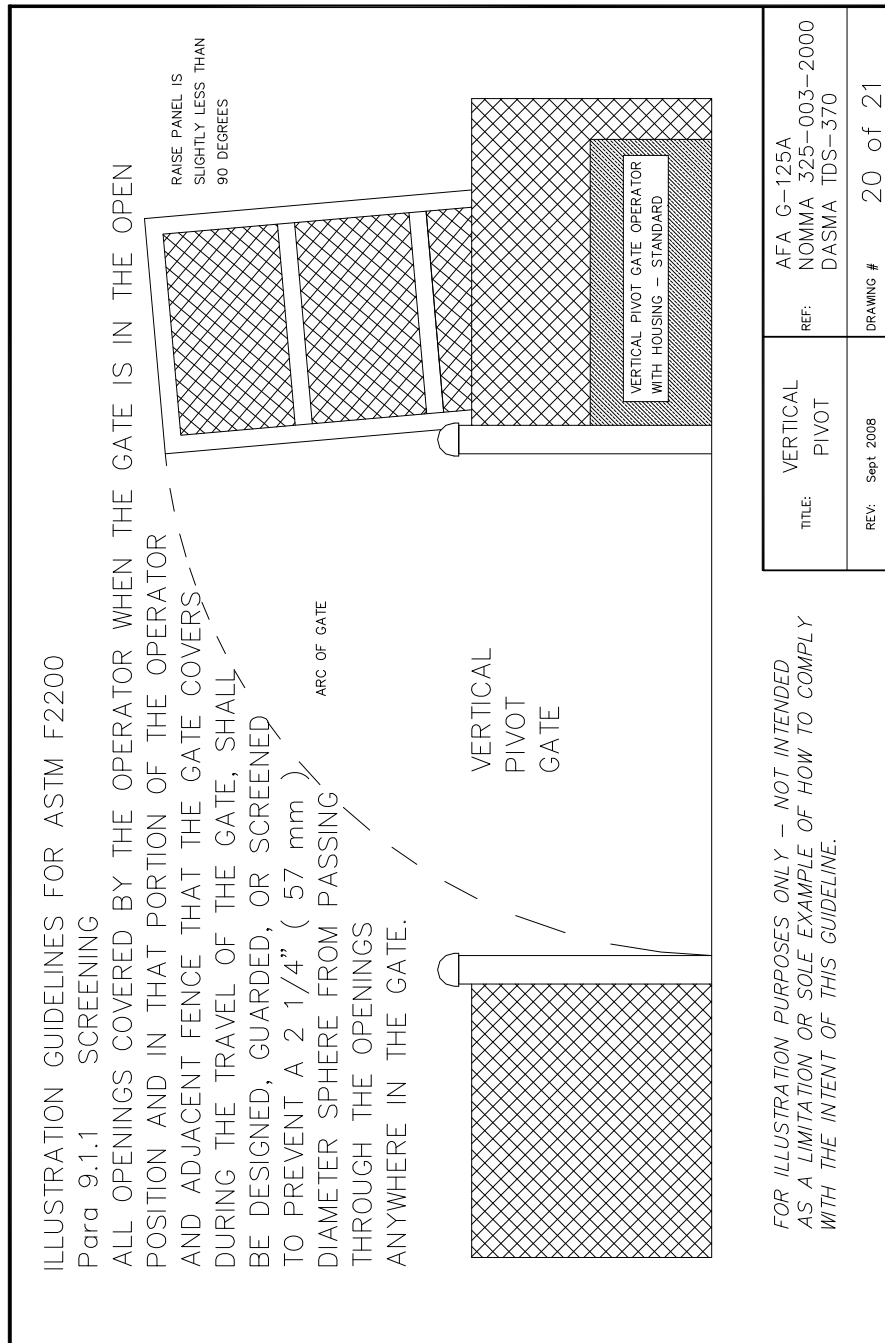 ILLUSTRATION GUIDELINES FOR ASTM F2200
Para 9.1.1 SCREENING
ALL OPENINGS COVERED BY THE OPERATOR WHEN THE GATE IS IN THE OPEN
POSITION AND IN THAT PORTION OF THE OPERATOR
AND ADJACENT FENCE THAT THE GATE COVERS
DURING THE TRAVEL OF THE GATE, SHALL
BE DESIGNED, GUARDED, OR SCREENED
TO PREVENT A 2 1/4” ( 57 mm )
DIAMETER SPHERE FROM PASSING
THROUGH THE OPENINGS
ANYWHERE IN THE GATE.
RAISE PANEL IS
SLIGHTLY LESS THAN
90 DEGREES
ARC OF GATE
VERTICAL
PIVOT
GATE
VERTICAL PIVOT GATE OPERATOR
WITH HOUSING – STANDARD
FOR ILLUSTRATION PURPOSES ONLY – NOT INTENDED
AS A LIMITATION OR SOLE EXAMPLE OF HOW TO COMPLY
WITH THE INTENT OF THIS GUIDELINE.
TITLE: VERTICAL
PIVOT
REF: AFA G–125A
NOMMA 325–003–2000
DASMA TDS–370
REV: Sept 2008
DRAWING # 20 of 21